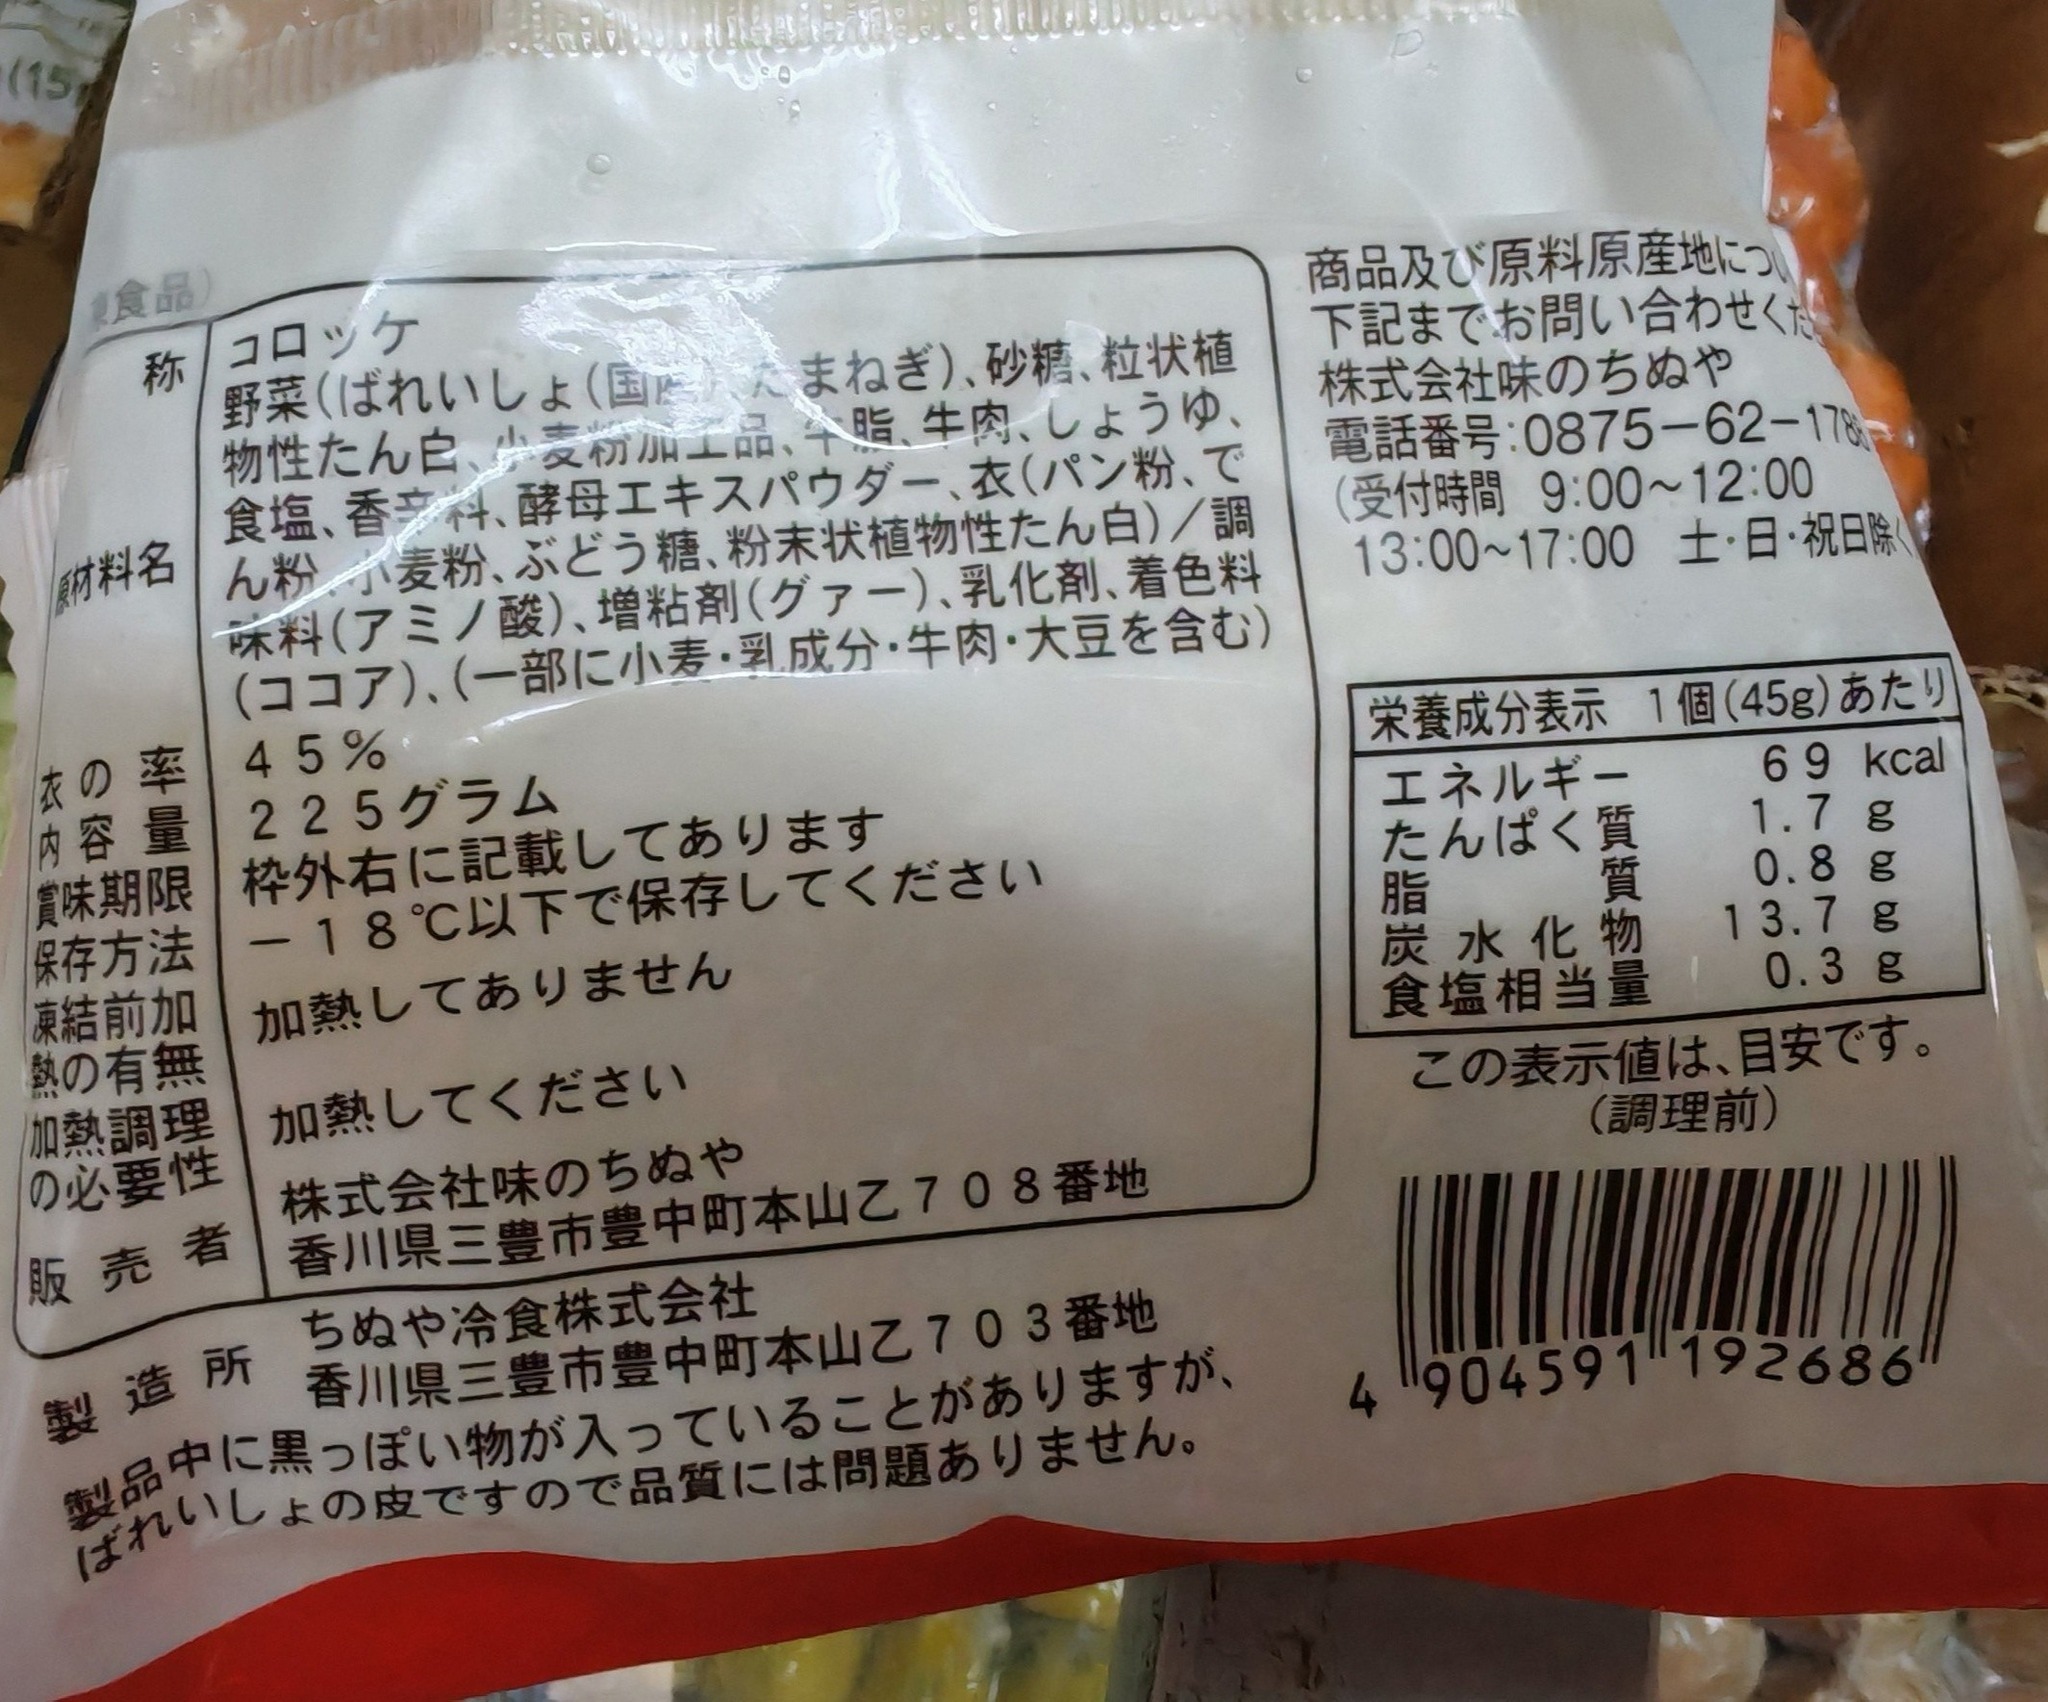 食品)
称 コロッケ
原材料名 野菜(ばれいしょ(国産)、たまねぎ)、砂糖、粒状植
物性たん白、小麦粉加工品、牛脂、牛肉、しょうゆ、
食塩、香辛料、酵母エキスパウダー、衣(パン粉、で
ん粉、小麦粉、ぶどう糖、粉末状植物性たん白)/調
味料(アミノ酸)、増粘剤(グァー)、乳化剤、着色料
(ココア)、(一部に小麦・乳成分・牛肉・大豆を含む)
衣の率 45%
内容量 225グラム
賞味期限 枠外右に記載してあります
保存方法 -18℃以下で保存してください
凍結前加
熱の有無 加熱してありません
加熱調理
の必要性 加熱してください
販売者 株式会社味のちぬや
香川県三豊市豊中町本山乙708番地
製造所 ちぬや冷食株式会社
香川県三豊市豊中町本山乙703番地
製品中に黒っぽい物が入っていることがありますが、
ばれいしょの皮ですので品質には問題ありません。
商品及び原料原産地につ
下記までお問い合わせくだ
株式会社味のちぬや
電話番号:0875-62-178
(受付時間 9:00~12:00
13:00~17:00 土・日・祝日除く
栄養成分表示 1個(45g)あたり
エネルギー 69 kcal
たんぱく質 1.7 g
脂質 0.8 g
炭水化物 13.7 g
食塩相当量 0.3 g
この表示値は、目安です。
(調理前)
4 904591 192686
(15